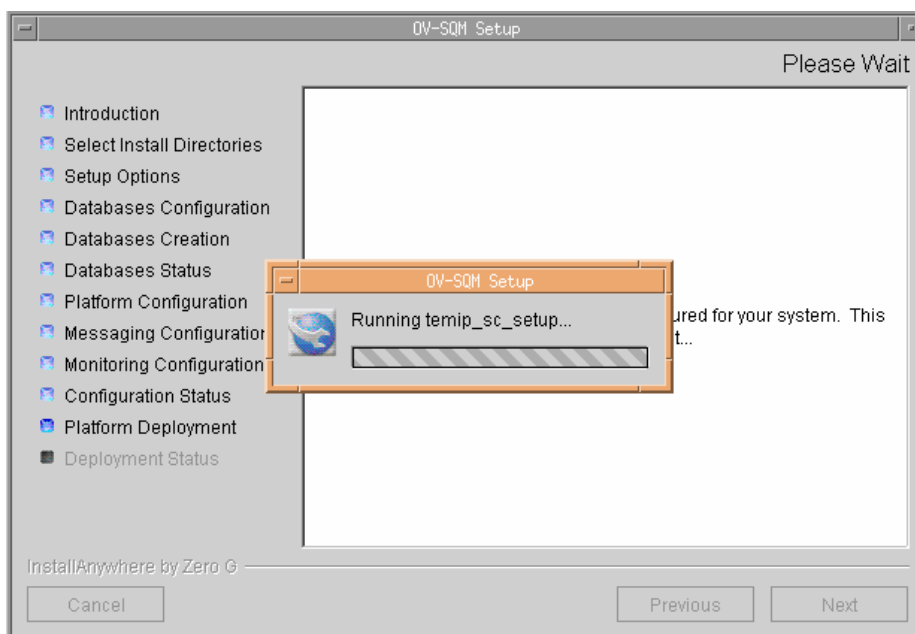 OV-SQM Setup
Please Wait
Introduction
Select Install Directories
Setup Options
Databases Configuration
Databases Creation
Databases Status
Platform Configuration
Messaging Configuration
Monitoring Configuration
Configuration Status
Platform Deployment
Deployment Status
OV-SQM Setup
Running temip_sc_setup...
ured for your system. This
t...
InstallAnywhere by Zero G
Cancel
Previous
Next